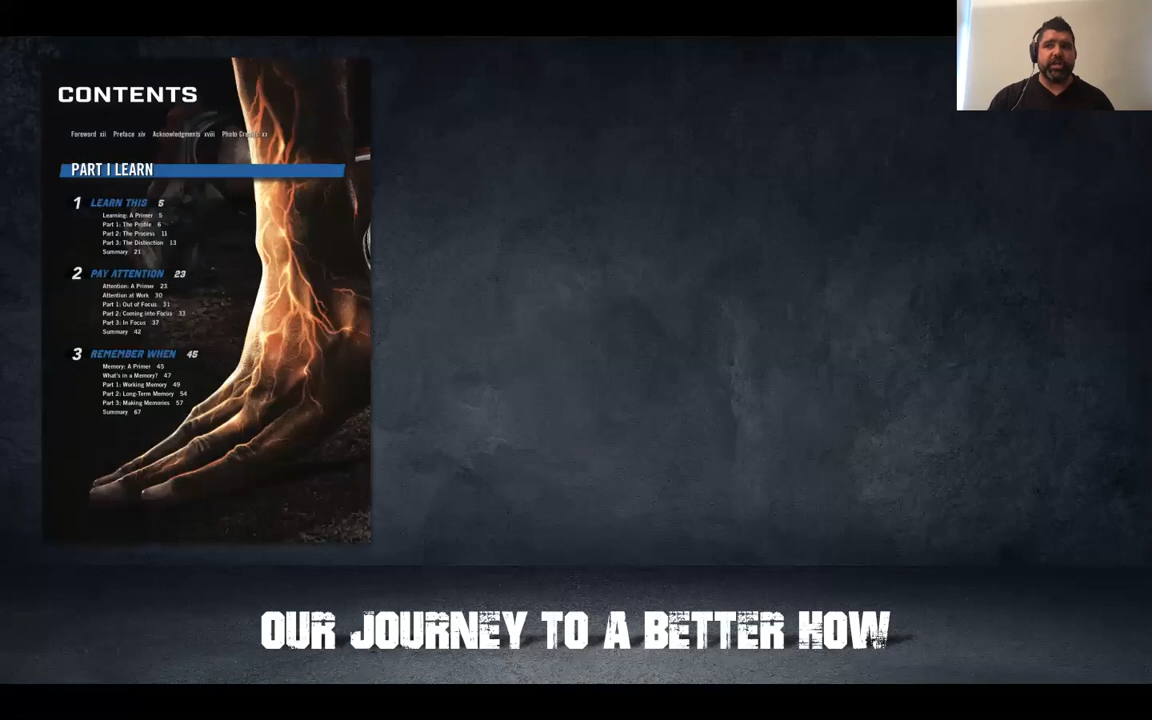 CONTENTS
Foreword xii Preface xiv Acknowledgments xviii Photo Credits xx
PART I LEARN
1 LEARN THIS 5
Learning: A Primer 5
Part 1: The Profile 6
Part 2: The Process 11
Part 3: The Distinction 13
Summary 21
2 PAY ATTENTION 23
Attention: A Primer 23
Attention at Work 30
Part 1: Out of Focus 31
Part 2: Coming into Focus 33
Part 3: In Focus 37
Summary 42
3 REMEMBER WHEN 45
Memory: A Primer 45
What's in a Memory? 47
Part 1: Working Memory 49
Part 2: Long-Term Memory 54
Part 3: Making Memories 57
Summary 67
OUR JOURNEY TO A BETTER HOW